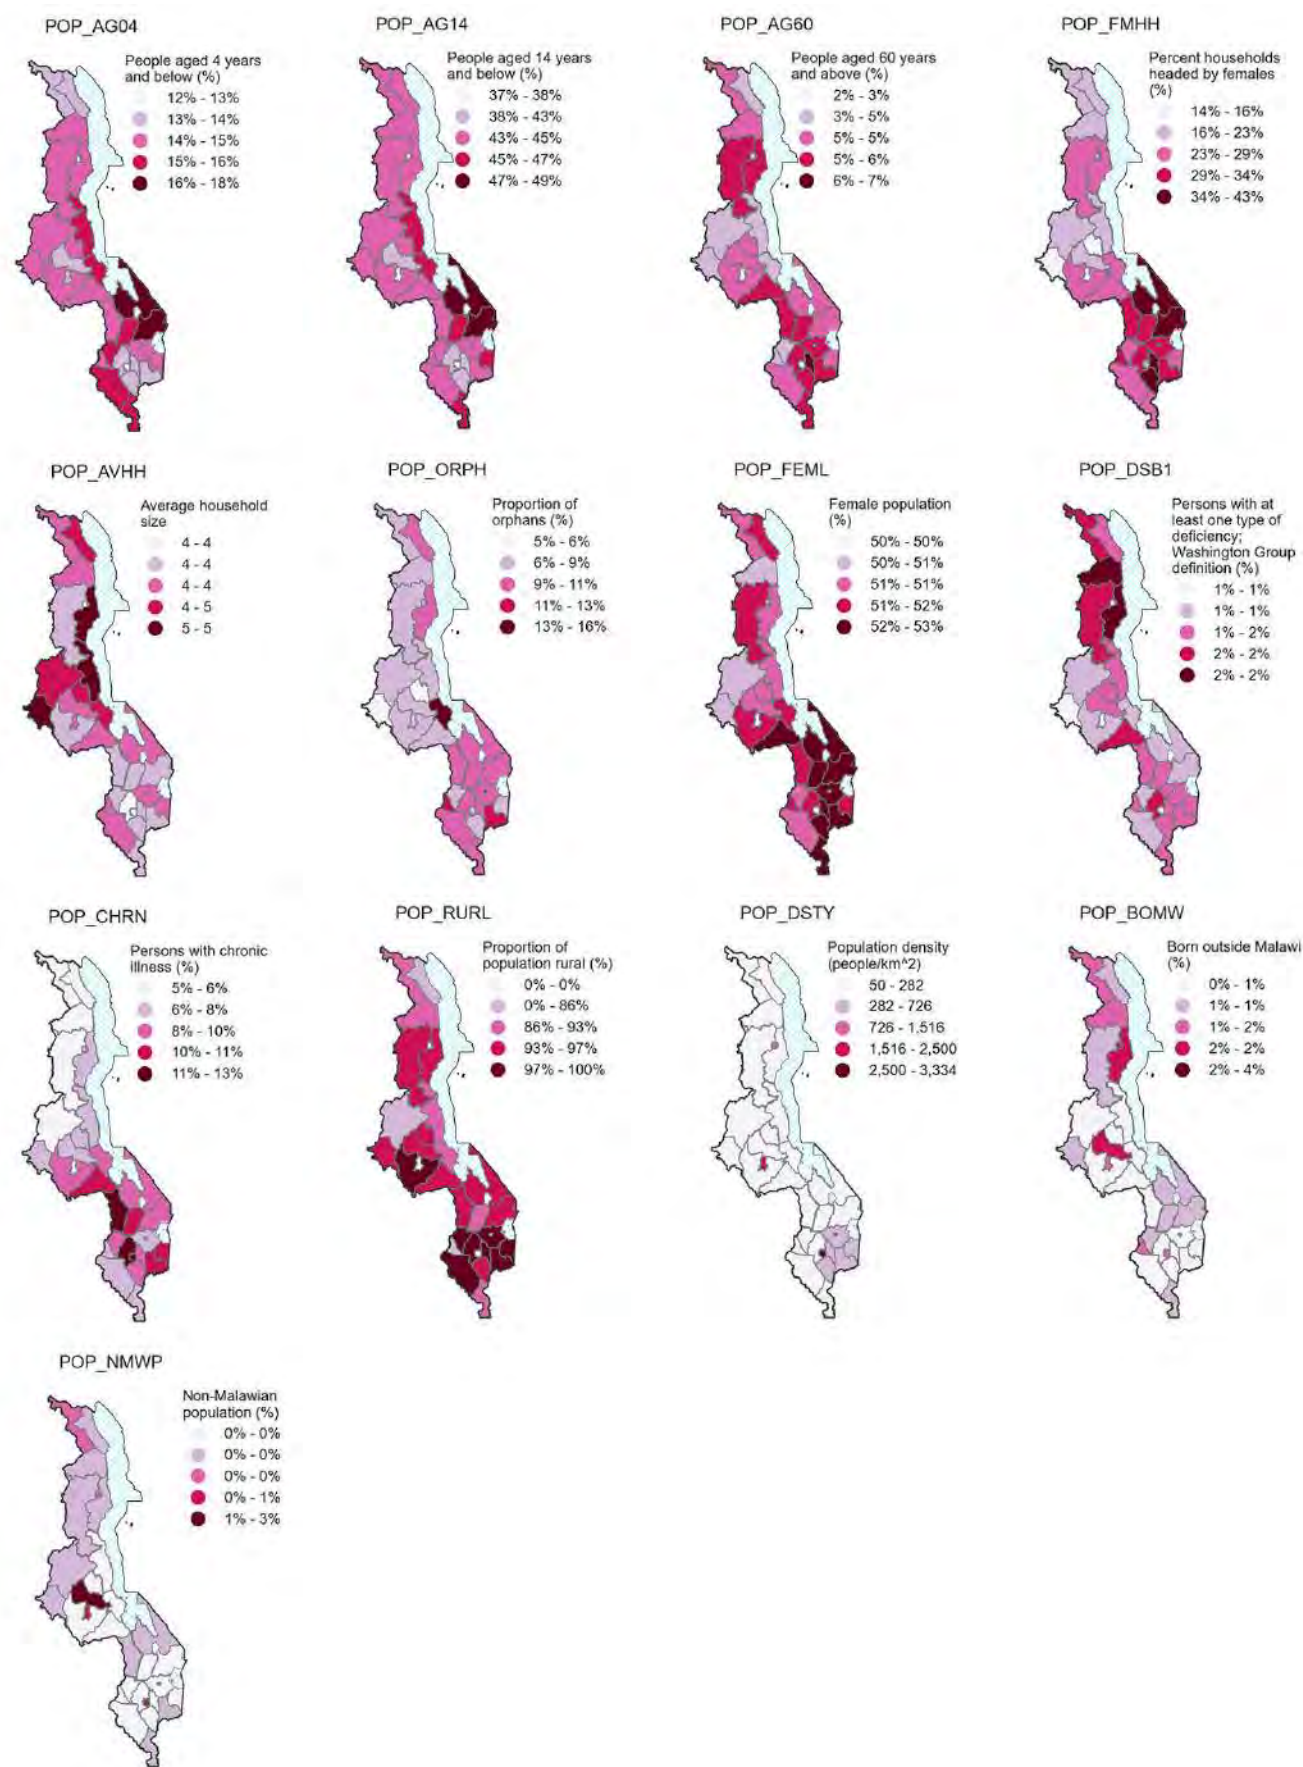 POP_AG04
People aged 4 years
and below (%)
12% - 13%
13% - 14%
14% - 15%
15% - 16%
16% - 18%
POP_AG14
People aged 14 years
and below (%)
37% - 38%
38% - 43%
43% - 45%
45% - 47%
47% - 49%
POP_AG60
People aged 60 years
and above (%)
2% - 3%
3% - 5%
5% - 5%
5% - 6%
6% - 7%
POP_FMHH
Percent households
headed by females
(%)
14% - 16%
16% - 23%
23% - 29%
29% - 34%
34% - 43%
POP_AVHH
Average household
size
4 - 4
4 - 4
4 - 4
4 - 5
5 - 5
POP_ORPH
Proportion of
orphans (%)
5% - 6%
6% - 9%
9% - 11%
11% - 13%
13% - 16%
POP_FEML
Female population
(%)
50% - 50%
50% - 51%
51% - 51%
51% - 52%
52% - 53%
POP_DSB1
Persons with at
least one type of
deficiency;
Washington Group
definition (%)
1% - 1%
1% - 1%
1% - 2%
2% - 2%
2% - 2%
POP_CHRN
Persons with chronic
illness (%)
5% - 6%
6% - 8%
8% - 10%
10% - 11%
11% - 13%
POP_RURL
Proportion of
population rural (%)
0% - 0%
0% - 86%
86% - 93%
93% - 97%
97% - 100%
POP_DSTY
Population density
(people/km^2)
50 - 282
282 - 726
726 - 1,516
1,516 - 2,500
2,500 - 3,334
POP_BOMW
Born outside Malawi
(%)
0% - 1%
1% - 1%
1% - 2%
2% - 2%
2% - 4%
POP_NMWP
Non-Malawian
population (%)
0% - 0%
0% - 0%
0% - 0%
0% - 1%
1% - 3%